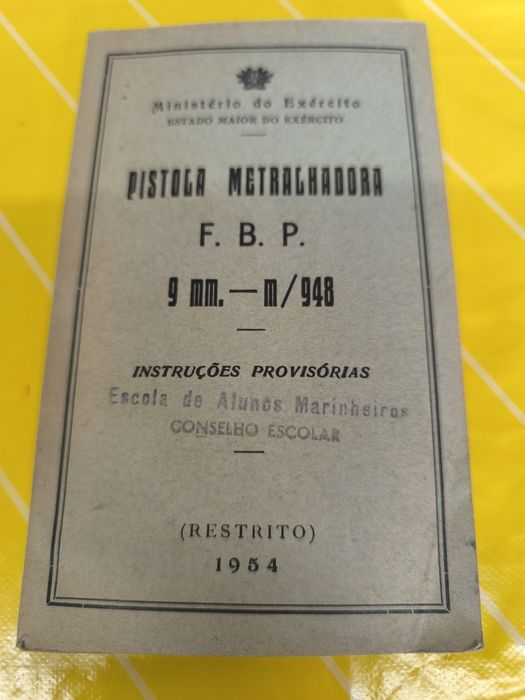 Ministério do Exército
ESTADO MAIOR DO EXÉRCITO
PISTOLA METRALHADORA
F. B. P.
9 mm. — m/948
INSTRUÇÕES PROVISÓRIAS
Escola de Alunos Marinheiros
CONSELHO ESCOLAR
(RESTRITO)
1954